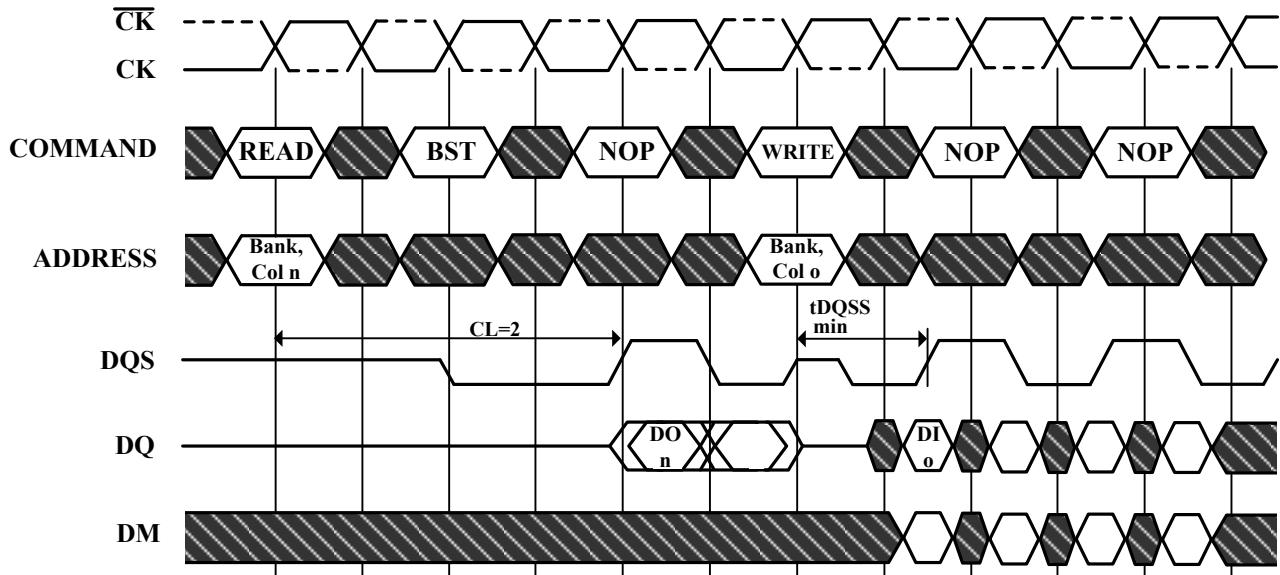 CK
CK
COMMAND
READ
BST
NOP
WRITE
NOP
NOP
ADDRESS
Bank,
Col n
Bank,
Col o
CL=2
tDQSS
min
DQS
DQ
DO
n
DI
o
DM